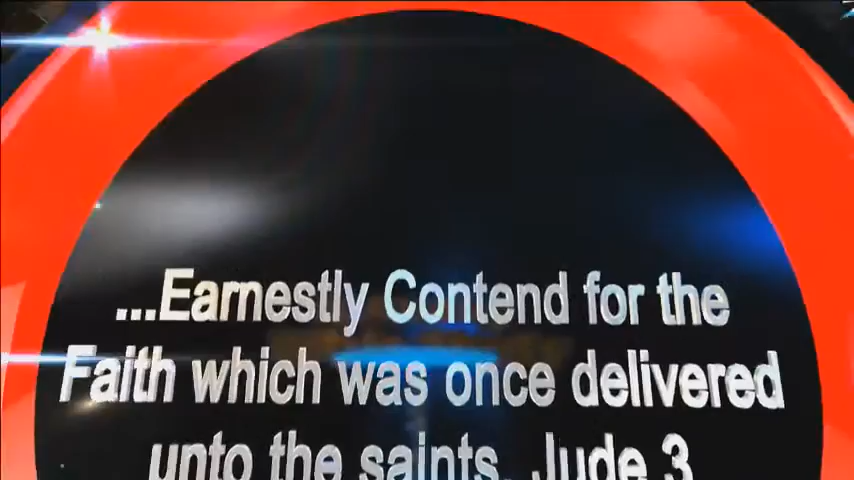 ...Earnestly Contend for the
Faith which was once delivered
unto the saints. Jude 3